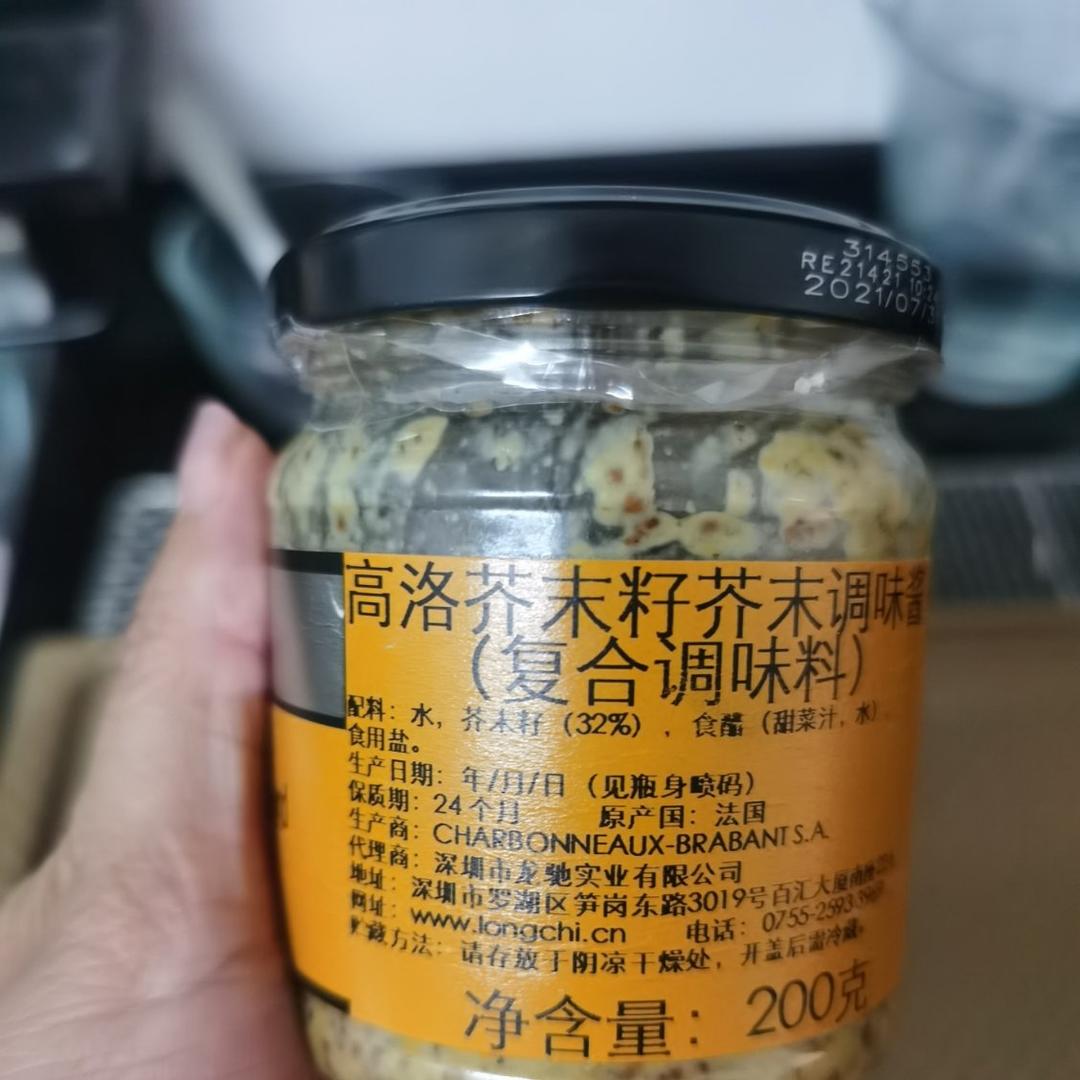 314553
RE21421
2021/07/3
高洛芥末籽芥末调味酱
（复合调味料）
配料：水，芥末籽（32%），食醋（甜菜汁，水），
食用盐。
生产日期：年/月/日（见瓶身喷码）
保质期：24个月 原产国：法国
生产商：CHARBONNEAUX-BRABANT S.A.
代理商：深圳市龙驰实业有限公司
地址：深圳市罗湖区笋岗东路3019号百汇大厦南座
网址：www.longchi.cn 电话：
贮藏方法：请存放于阴凉干燥处，开盖后需冷藏。
净含量：200克